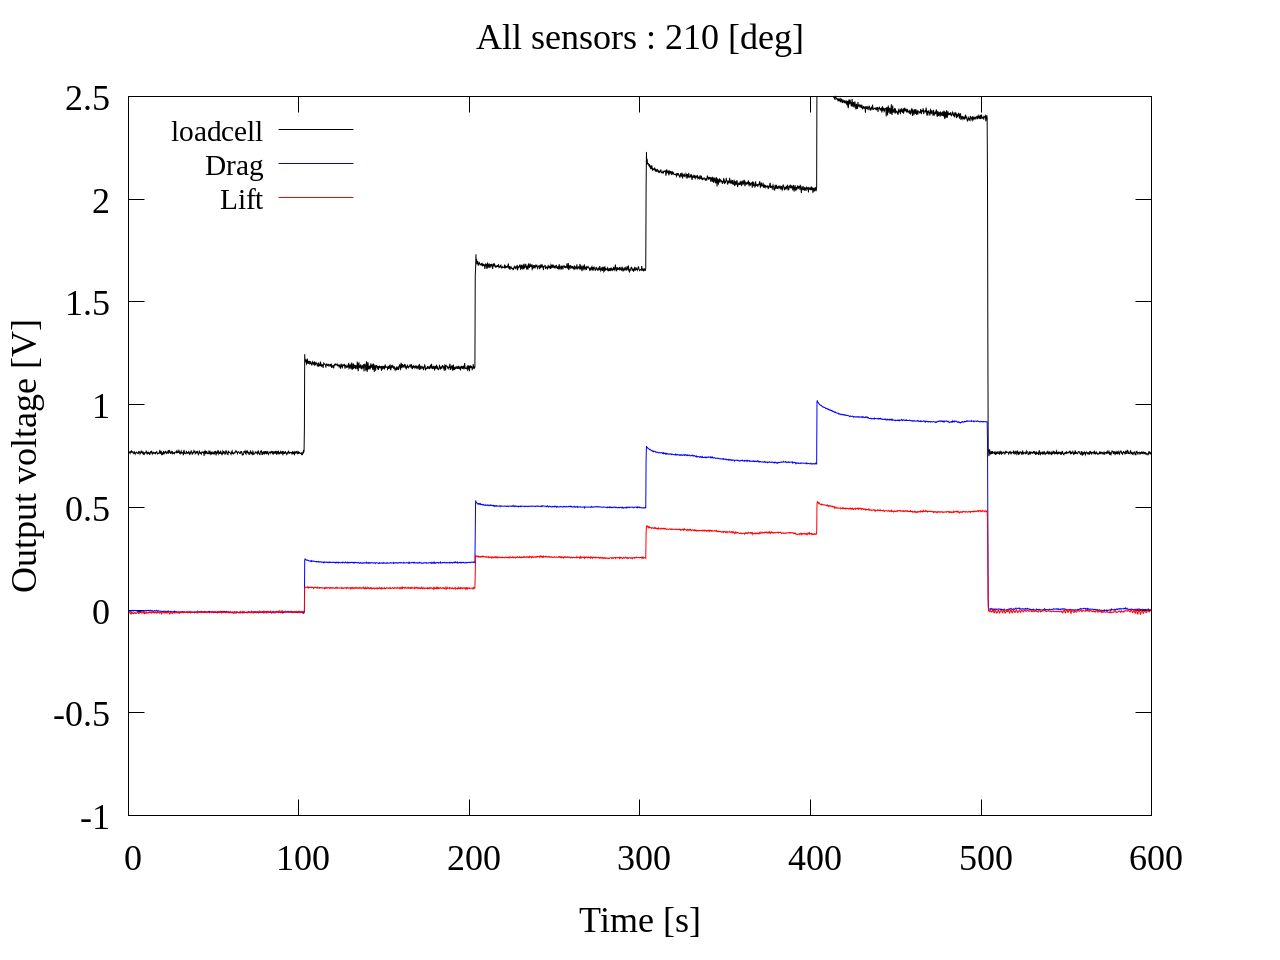 All sensors : 210 [deg]
2.5
2
1.5
1
0.5
0
-0.5
-1
loadcell
Drag
Lift
Output voltage [V]
0 100 200 300 400 500 600
Time [s]